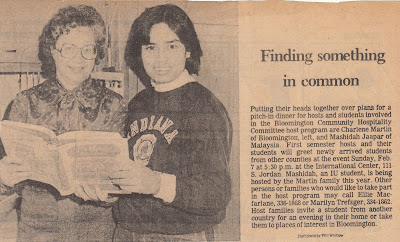 INDIANA
Finding something
in common
Putting their heads together over plans for a
pitch-in dinner for hosts and students involved
in the Bloomington Community Hospitality
Committee host program are Charlene Martin
of Bloomington, left, and Mashidah Jaapar of
Malaysia. First semester hosts and their
students will greet newly arrived students
from other counties at the event Sunday, Feb.
7 at 5:30 p.m. at the International Center, 111
S. Jordan. Mashidah, an IU student, is being
hosted by the Martin family this year. Other
persons or families who would like to take part
in the host program may call Ellie Mac-
farlane, or Marilyn
Host families invite a student from
another country for an evening in their home or take
them to places of interest in Bloomington.